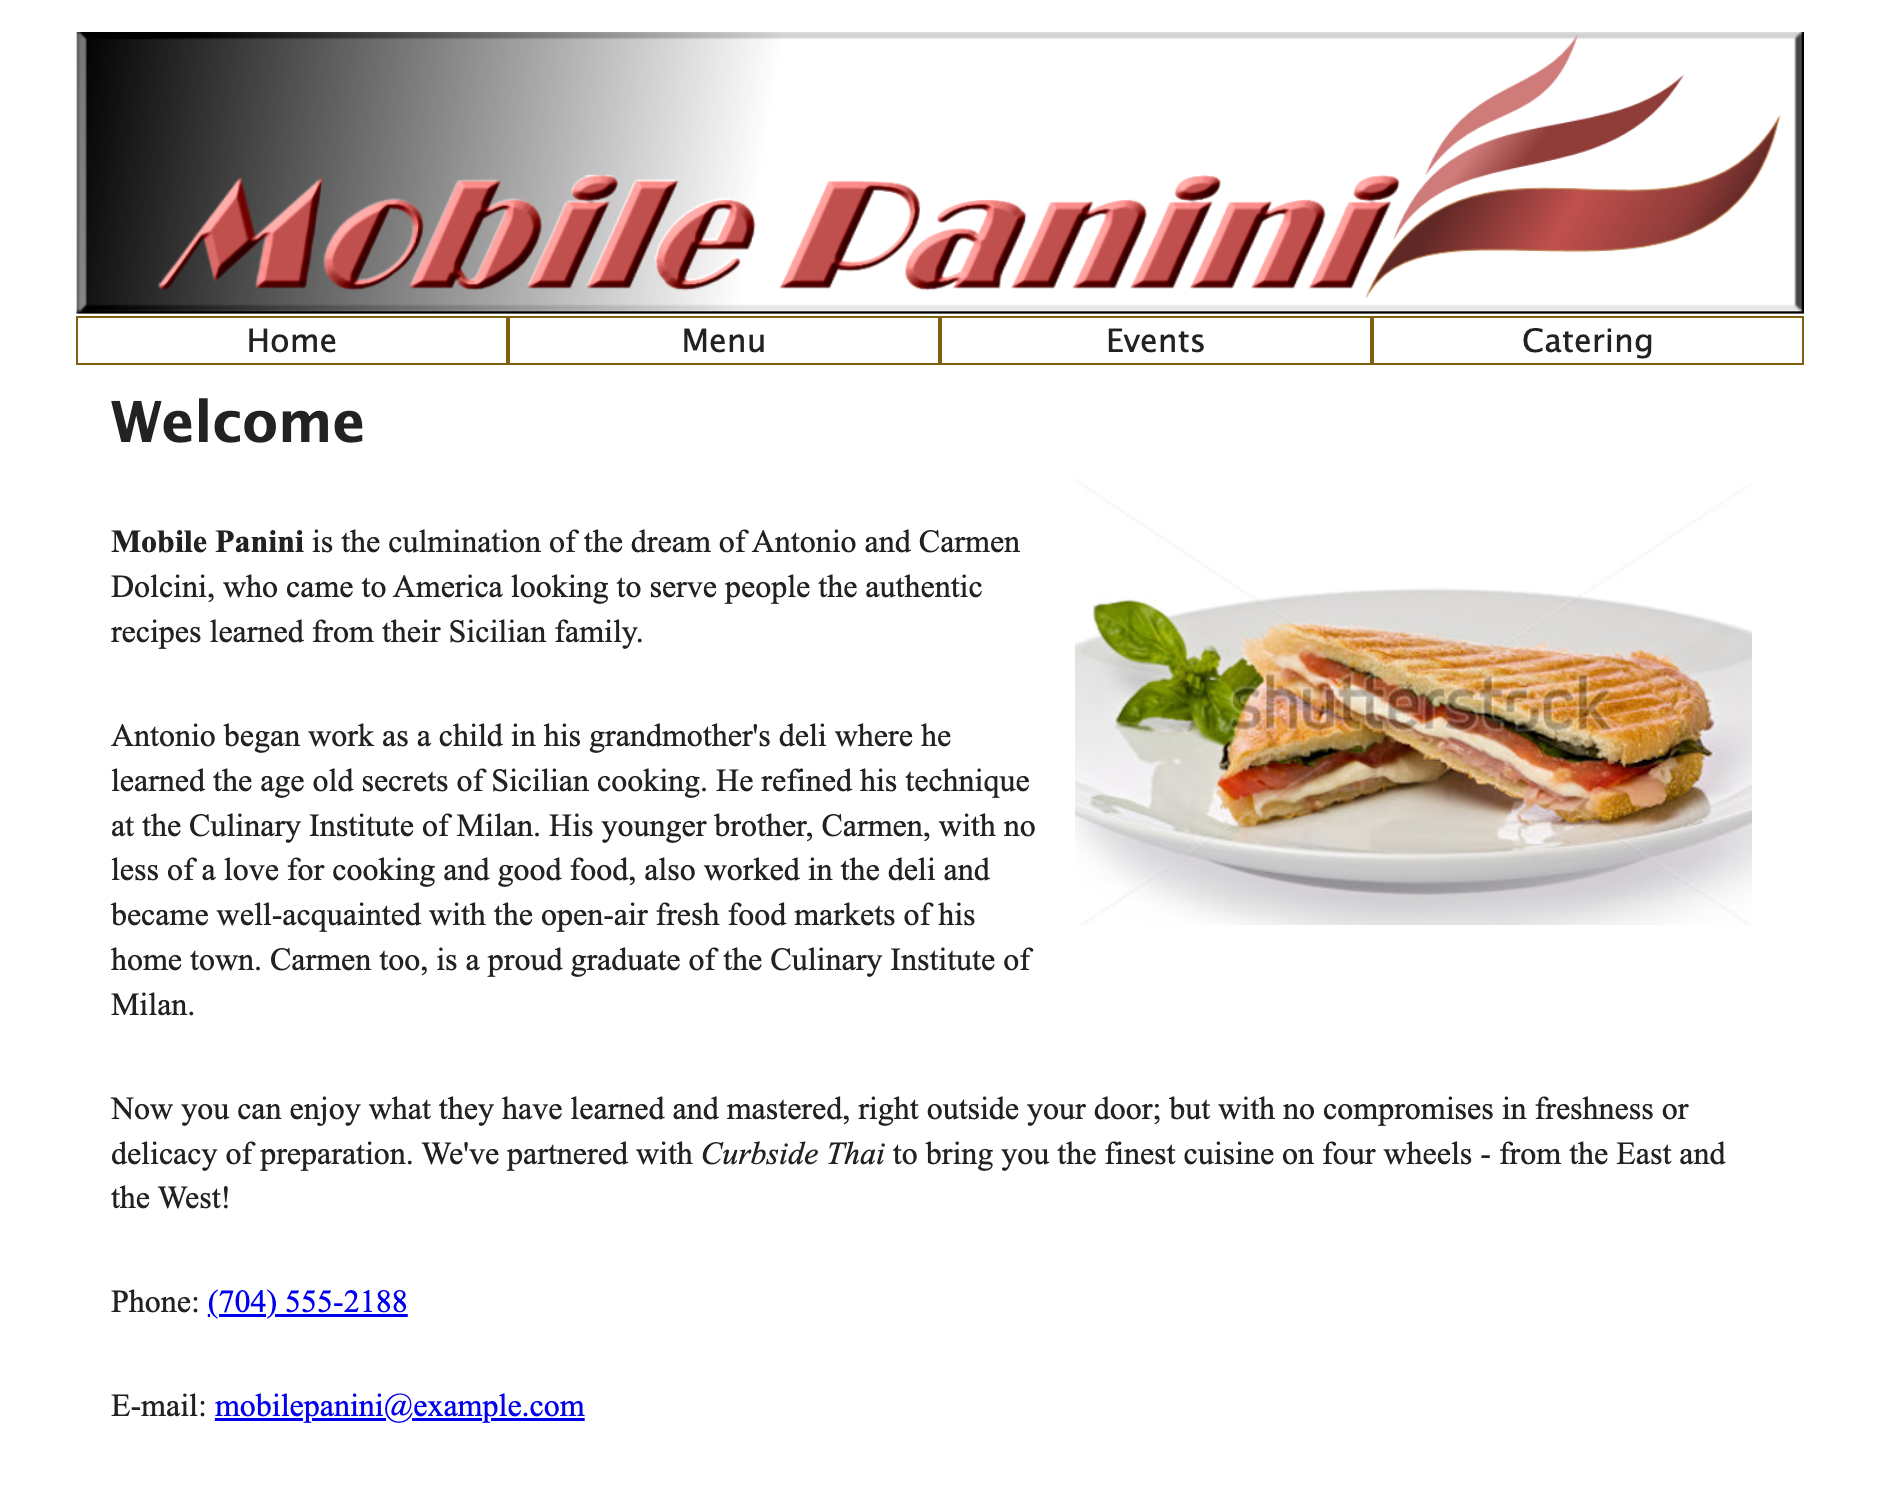 Mobile Panini
Home Menu Events Catering
Welcome
Mobile Panini is the culmination of the dream of Antonio and Carmen
Dolcini, who came to America looking to serve people the authentic
recipes learned from their Sicilian family.
shutterstock
Antonio began work as a child in his grandmother's deli where he
learned the age old secrets of Sicilian cooking. He refined his technique
at the Culinary Institute of Milan. His younger brother, Carmen, with no
less of a love for cooking and good food, also worked in the deli and
became well-acquainted with the open-air fresh food markets of his
home town. Carmen too, is a proud graduate of the Culinary Institute of
Milan.
Now you can enjoy what they have learned and mastered, right outside your door; but with no compromises in freshness or
delicacy of preparation. We've partnered with Curbside Thai to bring you the finest cuisine on four wheels - from the East and
the West!
Phone: (704) 555-2188
E-mail: mobilepanini@example.com